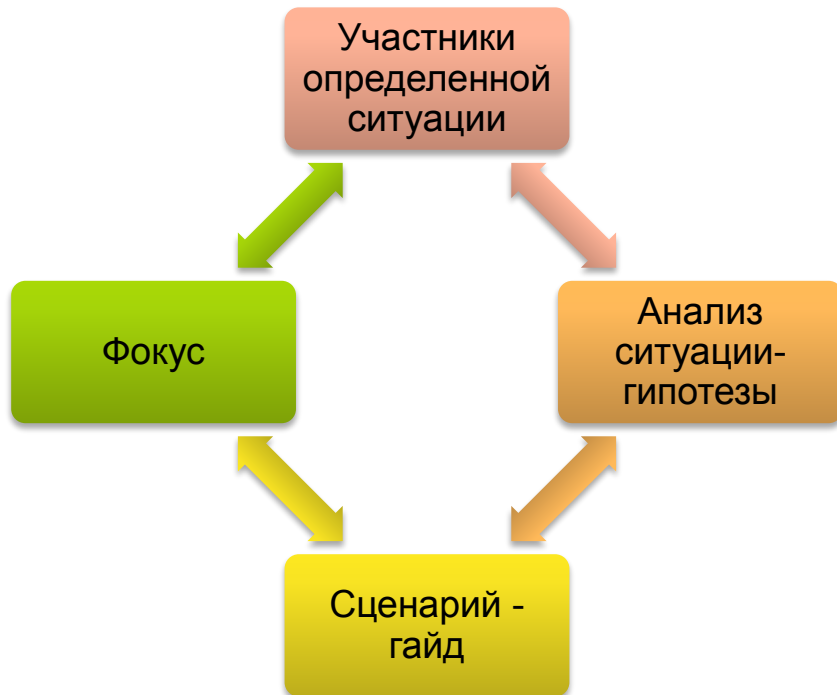 Участники
определенной
ситуации
Фокус
Анализ
ситуации-
гипотезы
Сценарий -
гайд